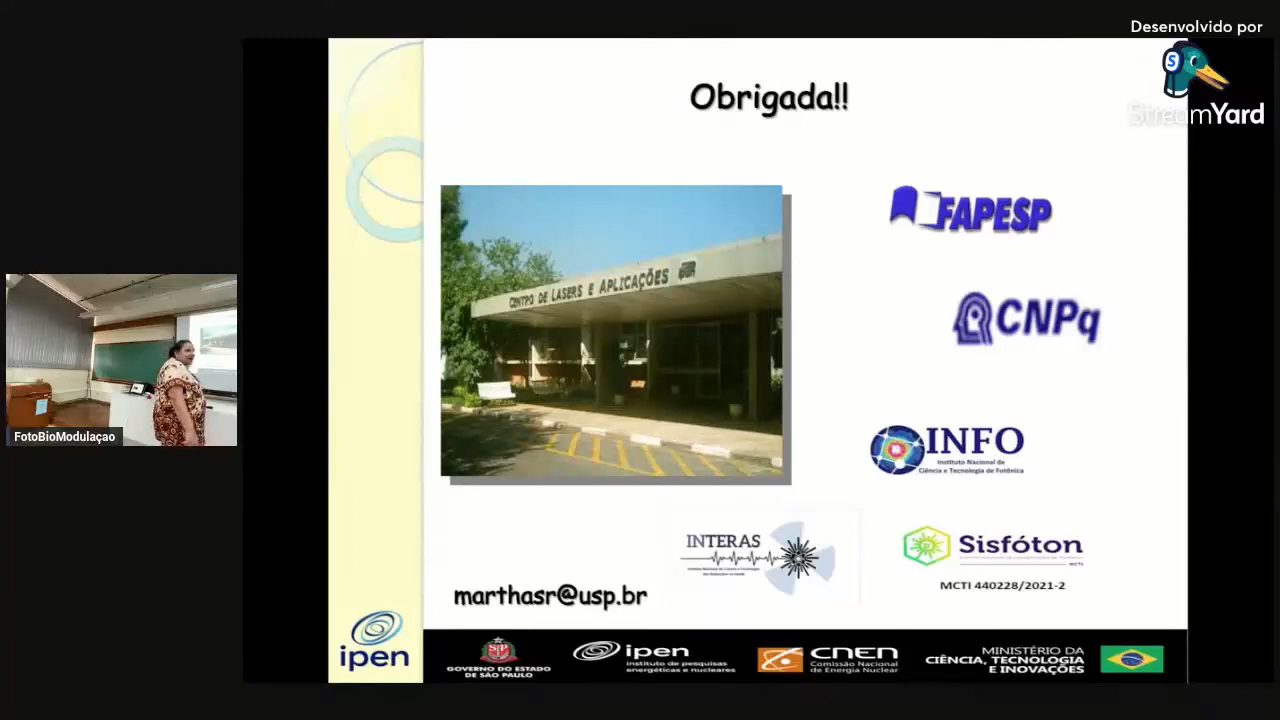 Desenvolvido por
StreamYard
Obrigada!!
CENTRO DE LASERS E APLICAÇÕES
FAPESP
CNPq
INFO
Instituto Nacional de
Ciência e Tecnologia de Fotônica
FotoBioModulaçao
INTERAS
Sisfóton
MCTI
MCTI 440228/2021-2
marthasr@usp.br
ipen
GOVERNO DO ESTADO
DE SÃO PAULO
ipen
instituto de pesquisas
energéticas e nucleares
CNEN
Comissão Nacional
de Energia Nuclear
MINISTÉRIO DA
CIÊNCIA, TECNOLOGIA
E INOVAÇÕES